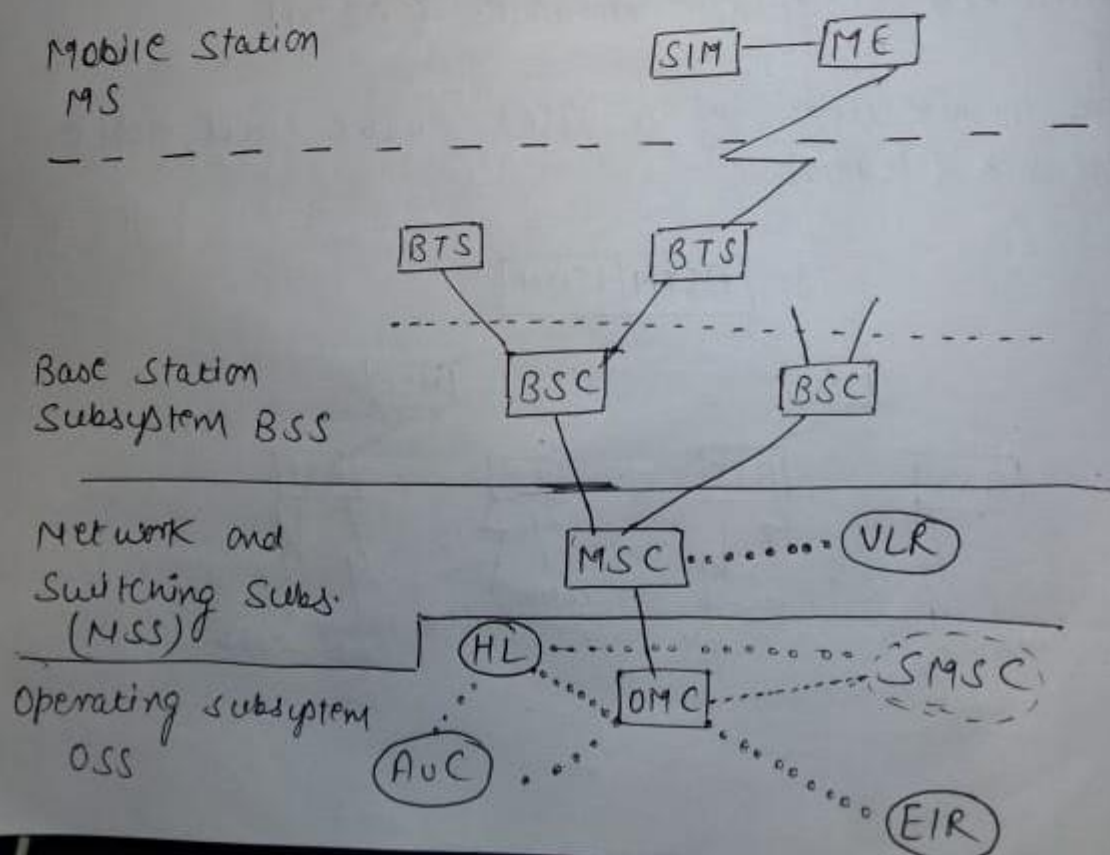 Mobile Station
MS
SIM
ME
BTS
BTS
Base Station
Subsystem BSS
BSC
BSC
Network and
Switching Subs.
(NSS)
MSC
VLR
HL
SMSC
OMC
Operating subsystem
OSS
AUC
EIR